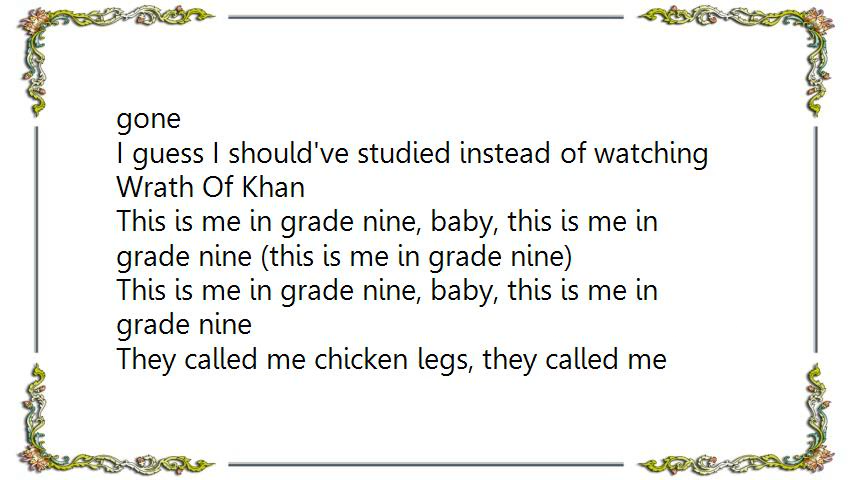 gone
I guess I should've studied instead of watching
Wrath Of Khan
This is me in grade nine, baby, this is me in
grade nine (this is me in grade nine)
This is me in grade nine, baby, this is me in
grade nine
They called me chicken legs, they called me